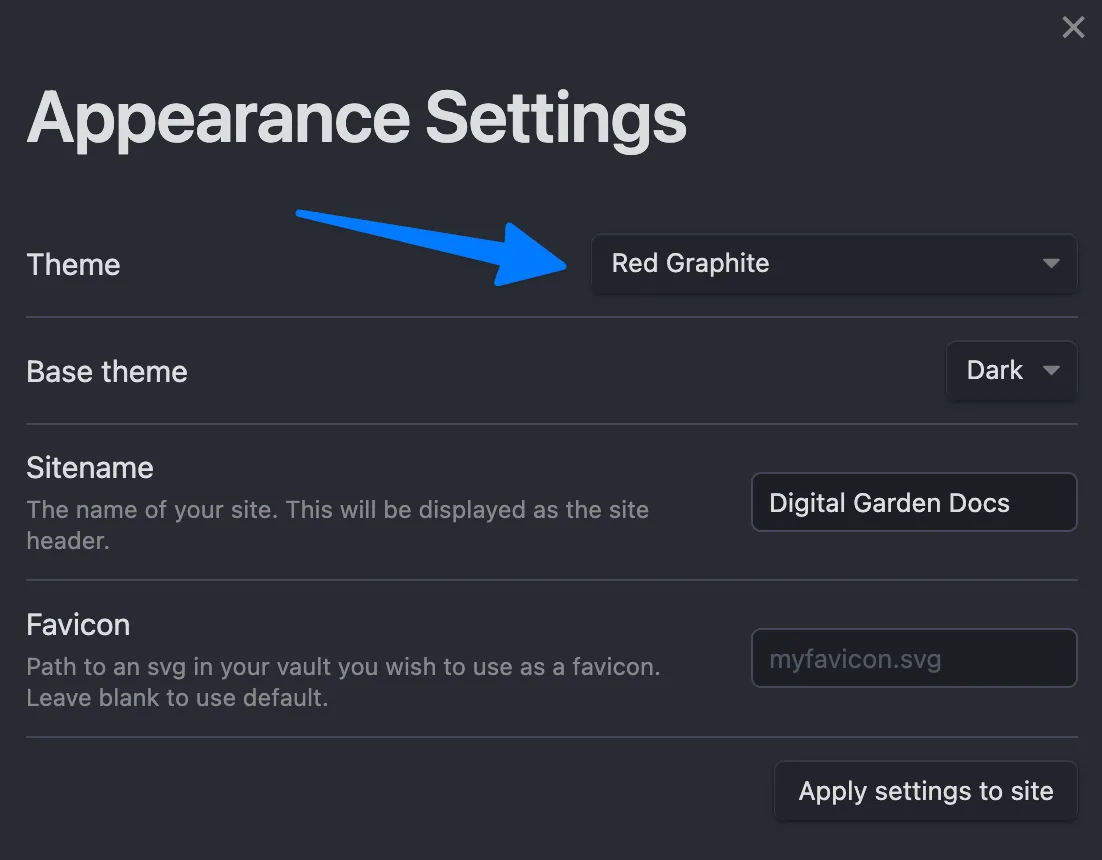 Appearance Settings
Theme
Red Graphite
Base theme
Dark
Sitename
The name of your site. This will be displayed as the site
header.
Digital Garden Docs
Favicon
Path to an svg in your vault you wish to use as a favicon.
Leave blank to use default.
myfavicon.svg
Apply settings to site